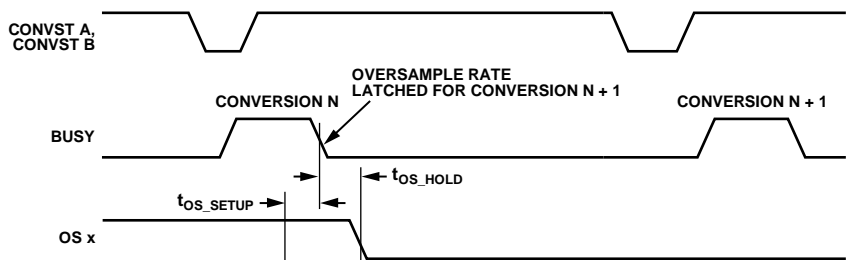 CONVST A,
CONVST B
OVERSAMPLE RATE
LATCHED FOR CONVERSION N + 1
CONVERSION N
CONVERSION N + 1
BUSY
tOS_HOLD
tOS_SETUP
OS x